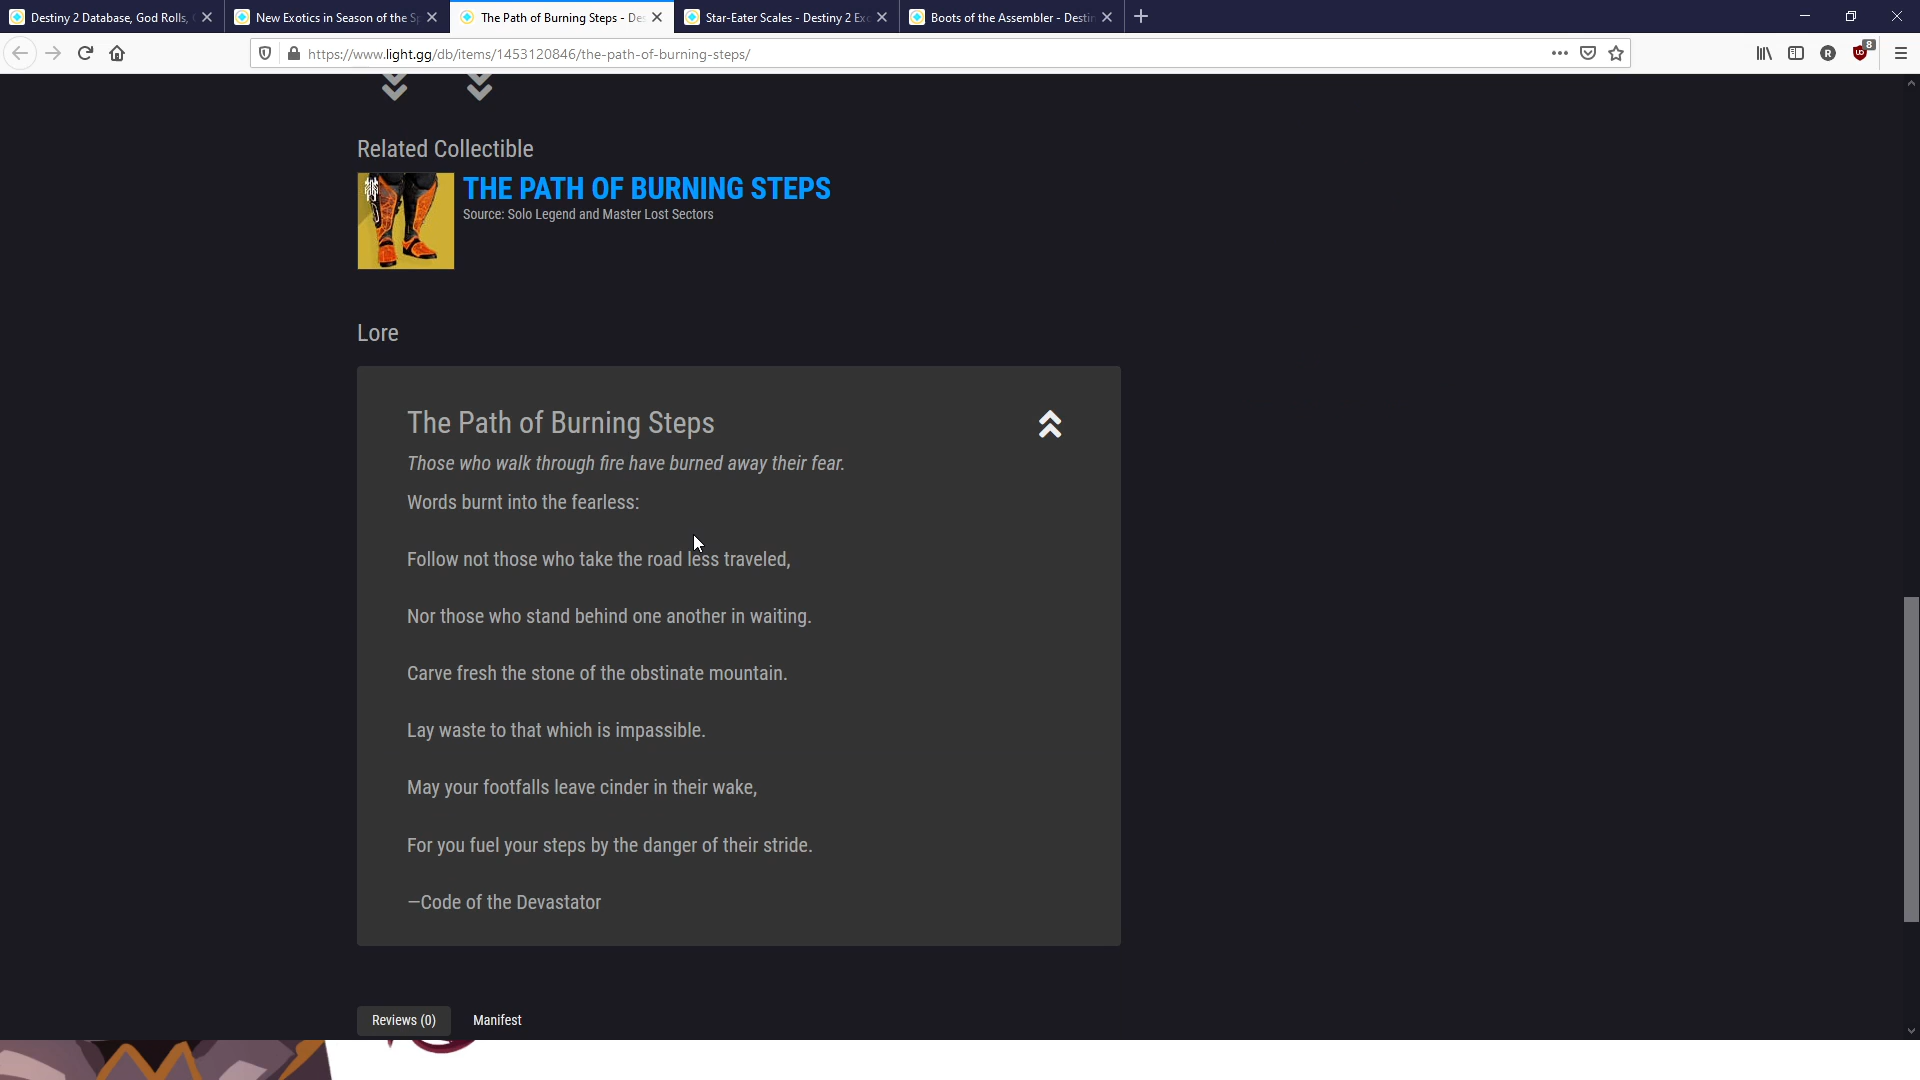 Destiny 2 Database, God Rolls,
New Exotics in Season of the Sp
The Path of Burning Steps - Des
Star-Eater Scales - Destiny 2 Ex
Boots of the Assembler - Destin
https://www.light.gg/db/items/1453120846/the-path-of-burning-steps/
8
Related Collectible
THE PATH OF BURNING STEPS
Source: Solo Legend and Master Lost Sectors
Lore
The Path of Burning Steps
Those who walk through fire have burned away their fear.
Words burnt into the fearless:
Follow not those who take the road less traveled,
Nor those who stand behind one another in waiting.
Carve fresh the stone of the obstinate mountain.
Lay waste to that which is impassible.
May your footfalls leave cinder in their wake,
For you fuel your steps by the danger of their stride.
—Code of the Devastator
Reviews (0)
Manifest